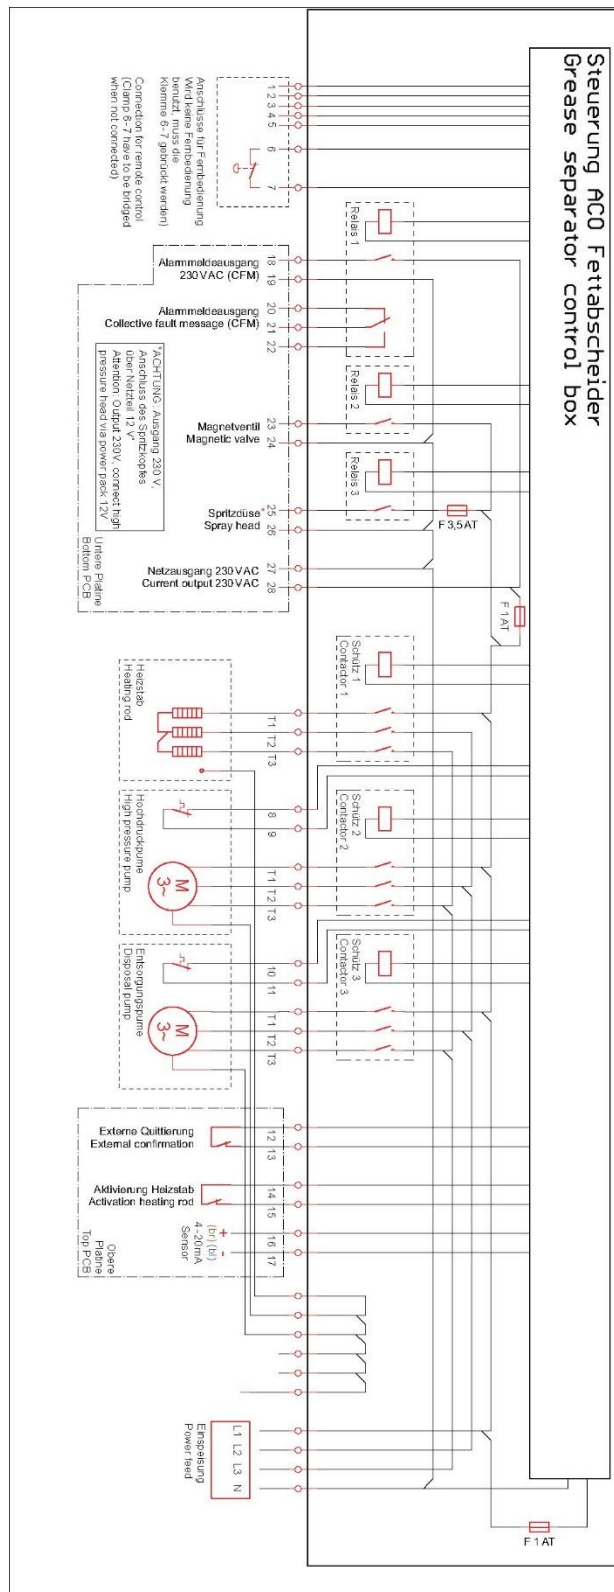 Steuerung ACO Fettabscheider
Grease separator control box
1
2
3
4
5
6
7
Anschlüsse für Fernbedienung
Wird keine Fernbedienung
benutzt, muss die
Klemme 6-7 gebrückt werden)
Connection for remote control
(Clamp 6-7 have to be bridged
when not connected)
Relais 1
18
19
20
21
22
Alarmmeldeausgang
230 VAC (CFM)
Alarmmeldeausgang
Collective fault message (CFM)
Relais 2
23
24
Magnetventil
Magnetic valve
Relais 3
25
26
Spritzdüse*
Spray head
F 3,5 AT
27
28
Netzausgang 230 VAC
Current output 230 VAC
F 1 AT
*ACHTUNG: Ausgang 230 V,
Anschluss des Spritzkopfes
über Netzteil 12 V"
Attention: Output 230V, connect high
pressure head via power pack 12V
Untere Platine
Bottom PCB
Schütz 1
Contactor 1
T1
T2
T3
Heizstab
Heating rod
Schütz 2
Contactor 2
8
9
T1
T2
T3
M
3~
Hochdruckpume
High pressure pump
Schütz 3
Contactor 3
10
11
T1
T2
T3
M
3~
Entsorgungspume
Disposal pump
12
13
Externe Quittierung
External confirmation
14
15
Aktivierung Heizstab
Activation heating rod
16
17
+ -
(br) (bl)
4-20mA
Sensor
Obere
Platine
Top PCB
L1 L2 L3 N
Einspeisung
Power feed
F 1 AT